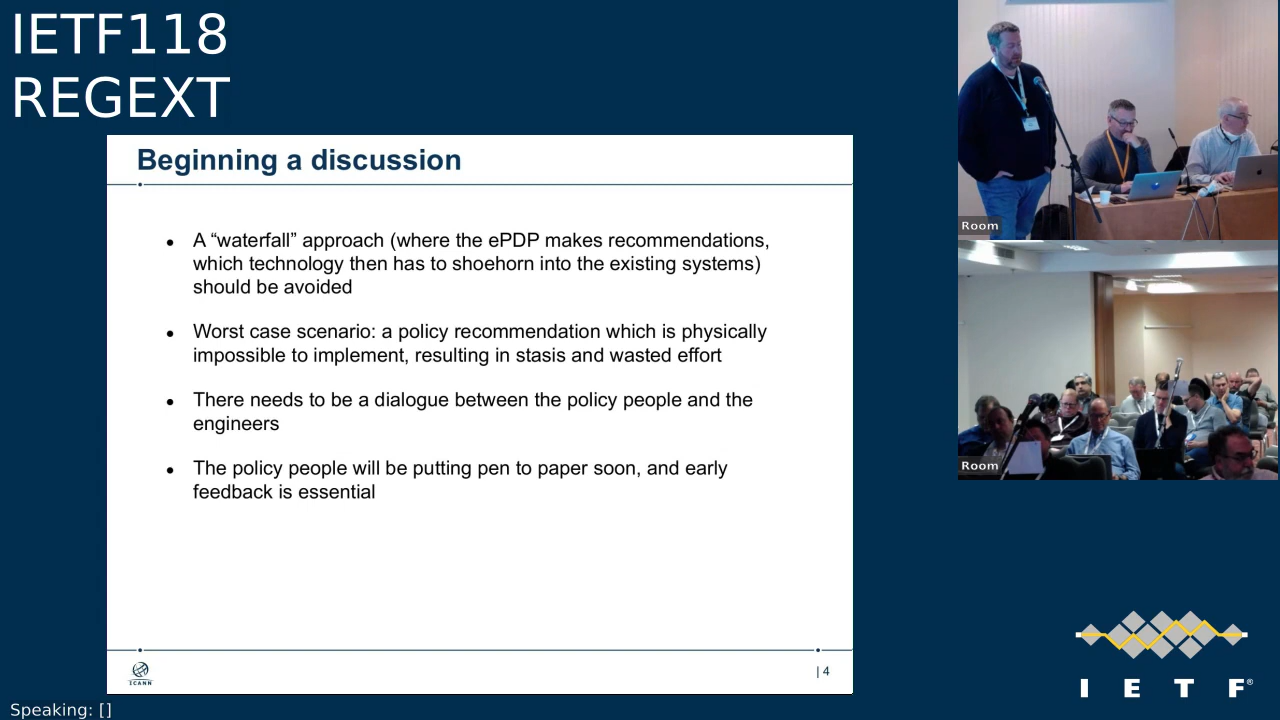 IETF118
REGEXT
Beginning a discussion
● A “waterfall” approach (where the ePDP makes recommendations,
which technology then has to shoehorn into the existing systems)
should be avoided
● Worst case scenario: a policy recommendation which is physically
impossible to implement, resulting in stasis and wasted effort
● There needs to be a dialogue between the policy people and the
engineers
● The policy people will be putting pen to paper soon, and early
feedback is essential
ICANN
| 4
Room
Room
I E T F®
Speaking: []